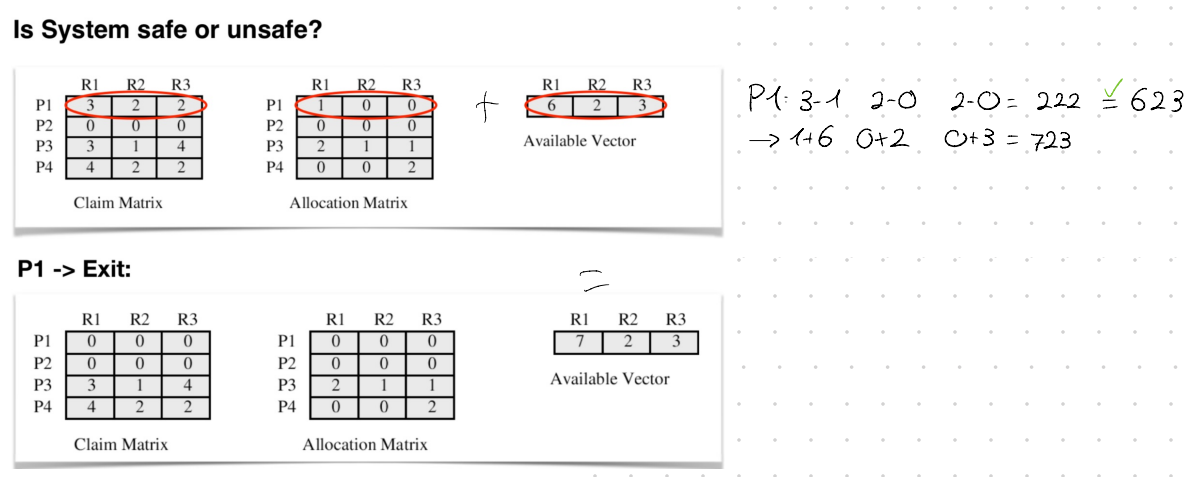 Is System safe or unsafe?
R1 R2 R3
P1 3 2 2
P2 0 0 0
P3 3 1 4
P4 4 2 2
Claim Matrix
R1 R2 R3
P1 1 0 0
P2 0 0 0
P3 2 1 1
P4 0 0 2
Allocation Matrix
+
R1 R2 R3
6 2 3
Available Vector
P1: 3-1 2-0 2-0 = 222 = ✓ 623
→ 1+6 0+2 0+3 = 723
P1 -> Exit:
=
R1 R2 R3
P1 0 0 0
P2 0 0 0
P3 3 1 4
P4 4 2 2
Claim Matrix
R1 R2 R3
P1 0 0 0
P2 0 0 0
P3 2 1 1
P4 0 0 2
Allocation Matrix
R1 R2 R3
7 2 3
Available Vector